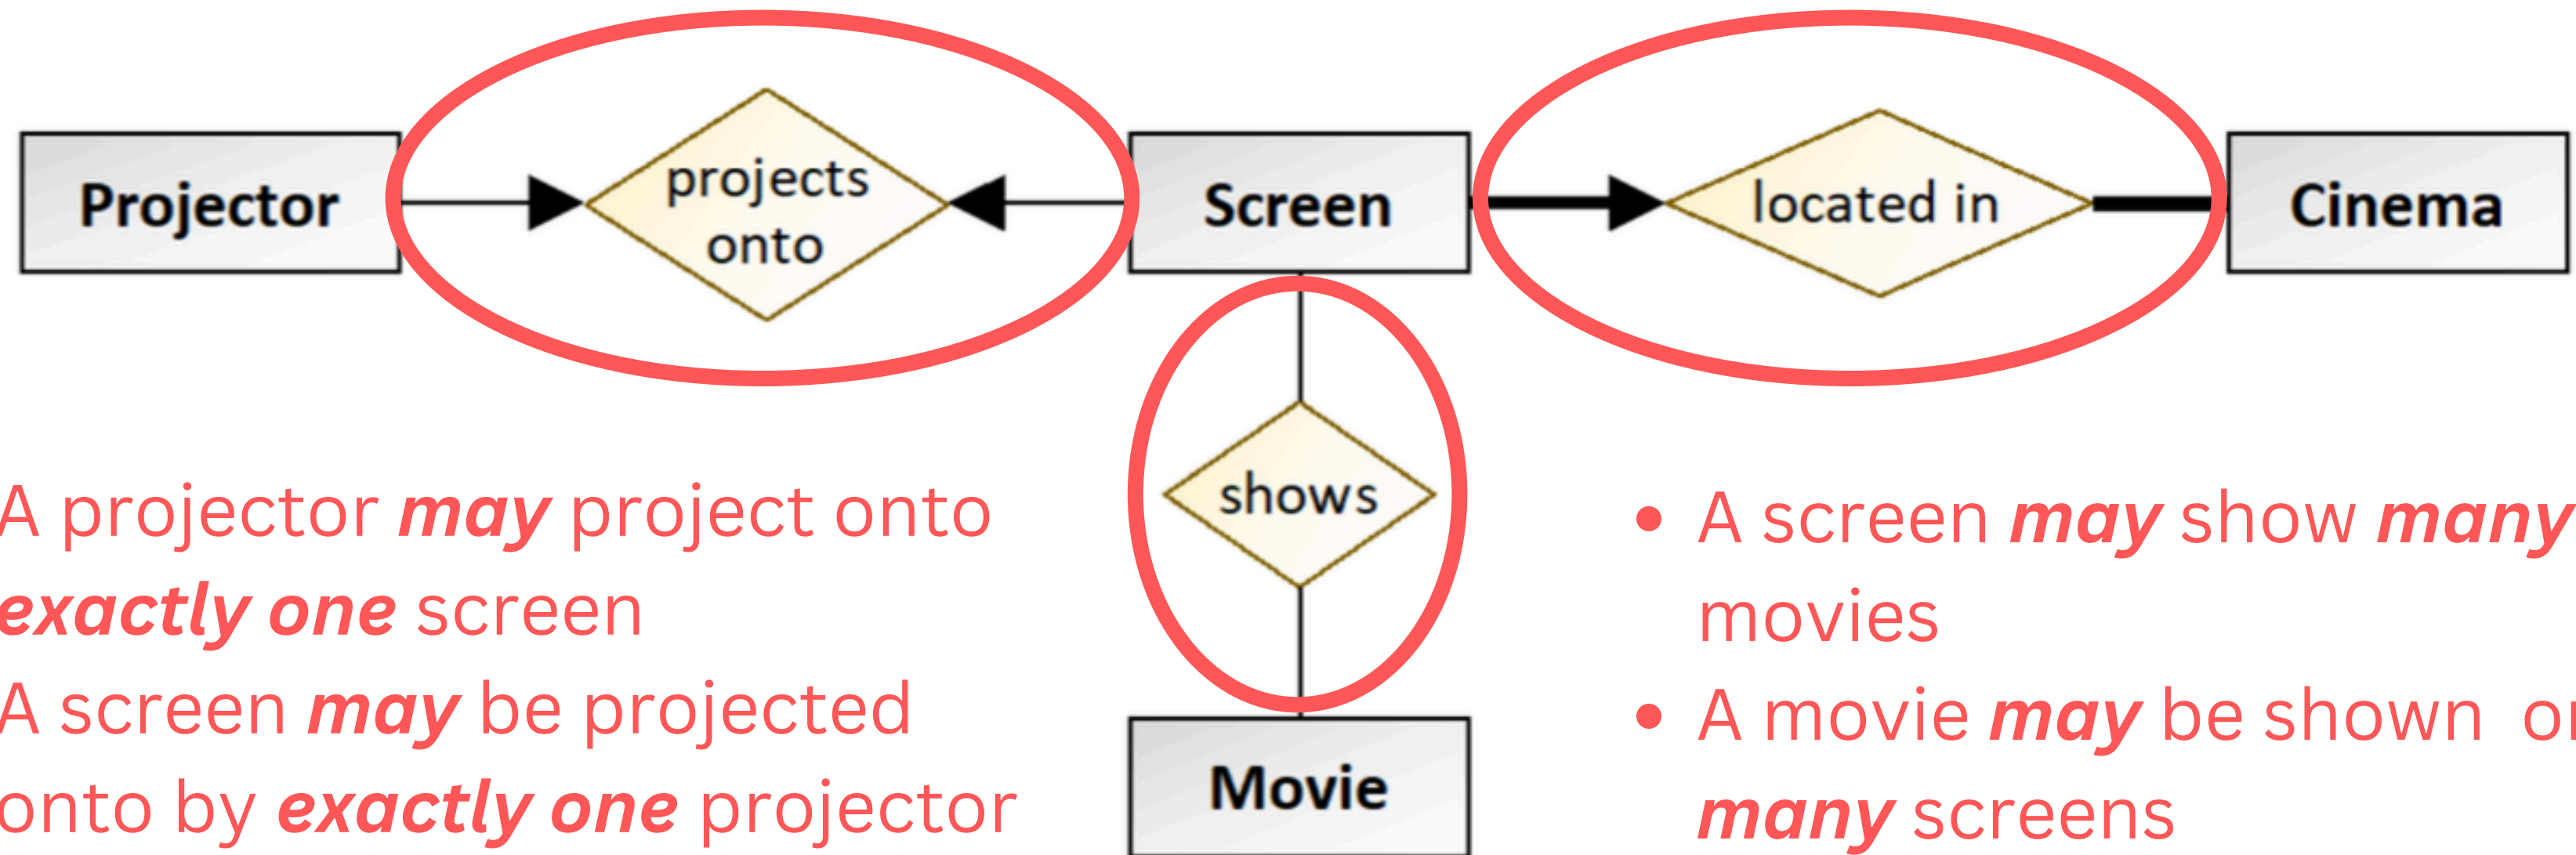 Projector
projects
onto
Screen
located in
Cinema
shows
Movie
A projector may project onto
exactly one screen
A screen may be projected
onto by exactly one projector
• A screen may show many
movies
• A movie may be shown
many screens